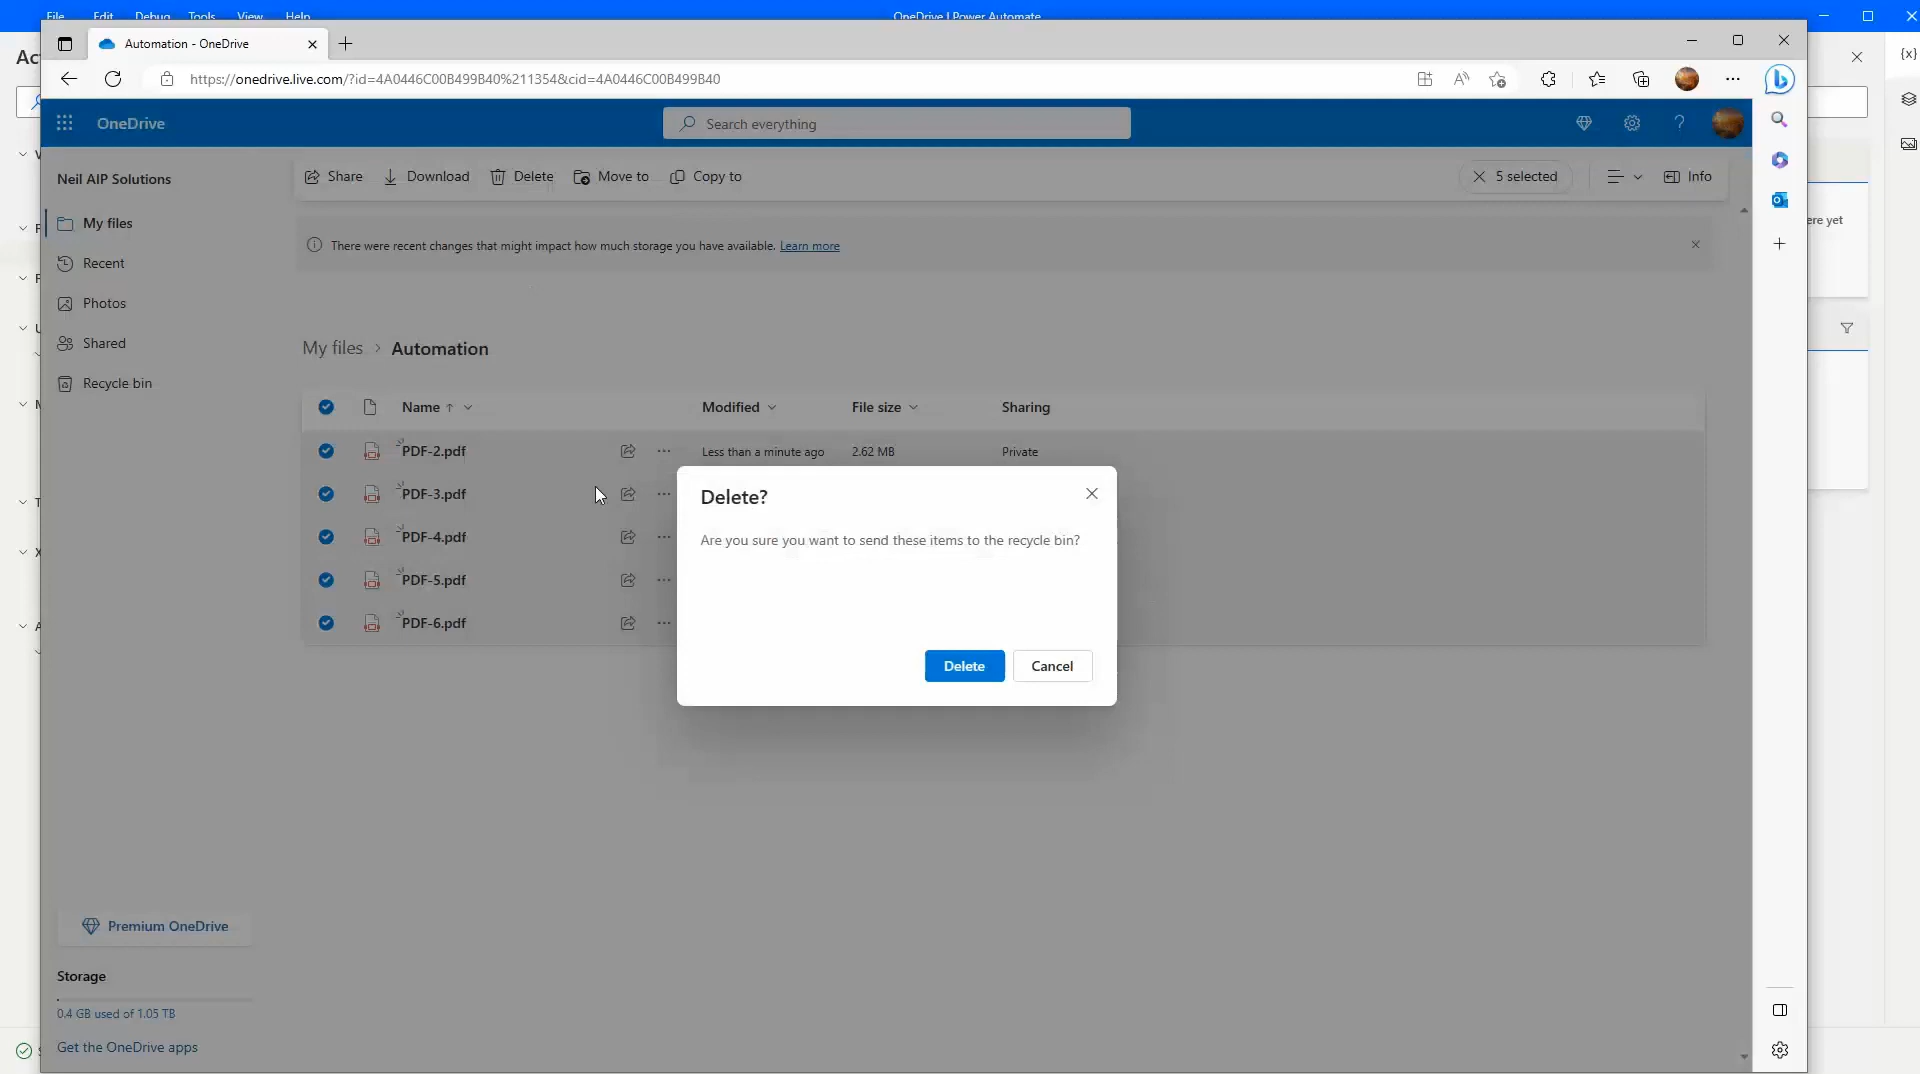 File Edit Debug Tools View Help OneDrive | Power Automate
Automation - OneDrive
https://onedrive.live.com/?id=4A0446C00B499B40%211354&cid=4A0446C00B499B40
{x}
OneDrive
Search everything
Neil AIP Solutions
Share Download Delete Move to Copy to 5 selected Info
My files
Recent
Photos
Shared
Recycle bin
There were recent changes that might impact how much storage you have available. Learn more
ere yet
My files > Automation
Name Modified File size Sharing
PDF-2.pdf Less than a minute ago 2.62 MB Private
PDF-3.pdf
PDF-4.pdf
PDF-5.pdf
PDF-6.pdf
Delete?
Are you sure you want to send these items to the recycle bin?
Delete Cancel
Premium OneDrive
Storage
0.4 GB used of 1.05 TB
Get the OneDrive apps